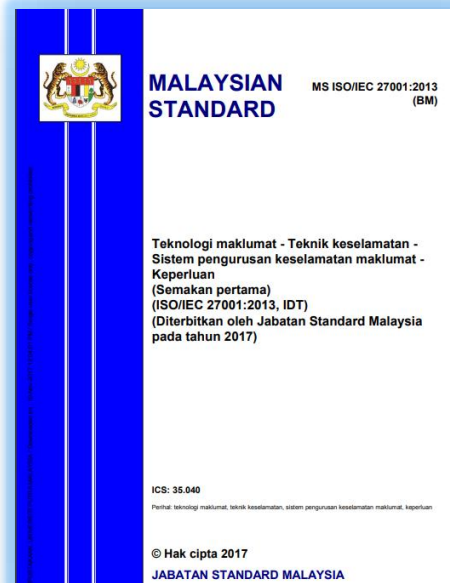 MALAYSIAN
STANDARD
MS ISO/IEC 27001:2013
(BM)
Teknologi maklumat - Teknik keselamatan -
Sistem pengurusan keselamatan maklumat -
Keperluan
(Semakan pertama)
(ISO/IEC 27001:2013, IDT)
(Diterbitkan oleh Jabatan Standard Malaysia
pada tahun 2017)
ICS: 35.040
Perihal: teknologi maklumat, teknik keselamatan, sistem pengurusan keselamatan maklumat, keperluan
© Hak cipta 2017
JABATAN STANDARD MALAYSIA